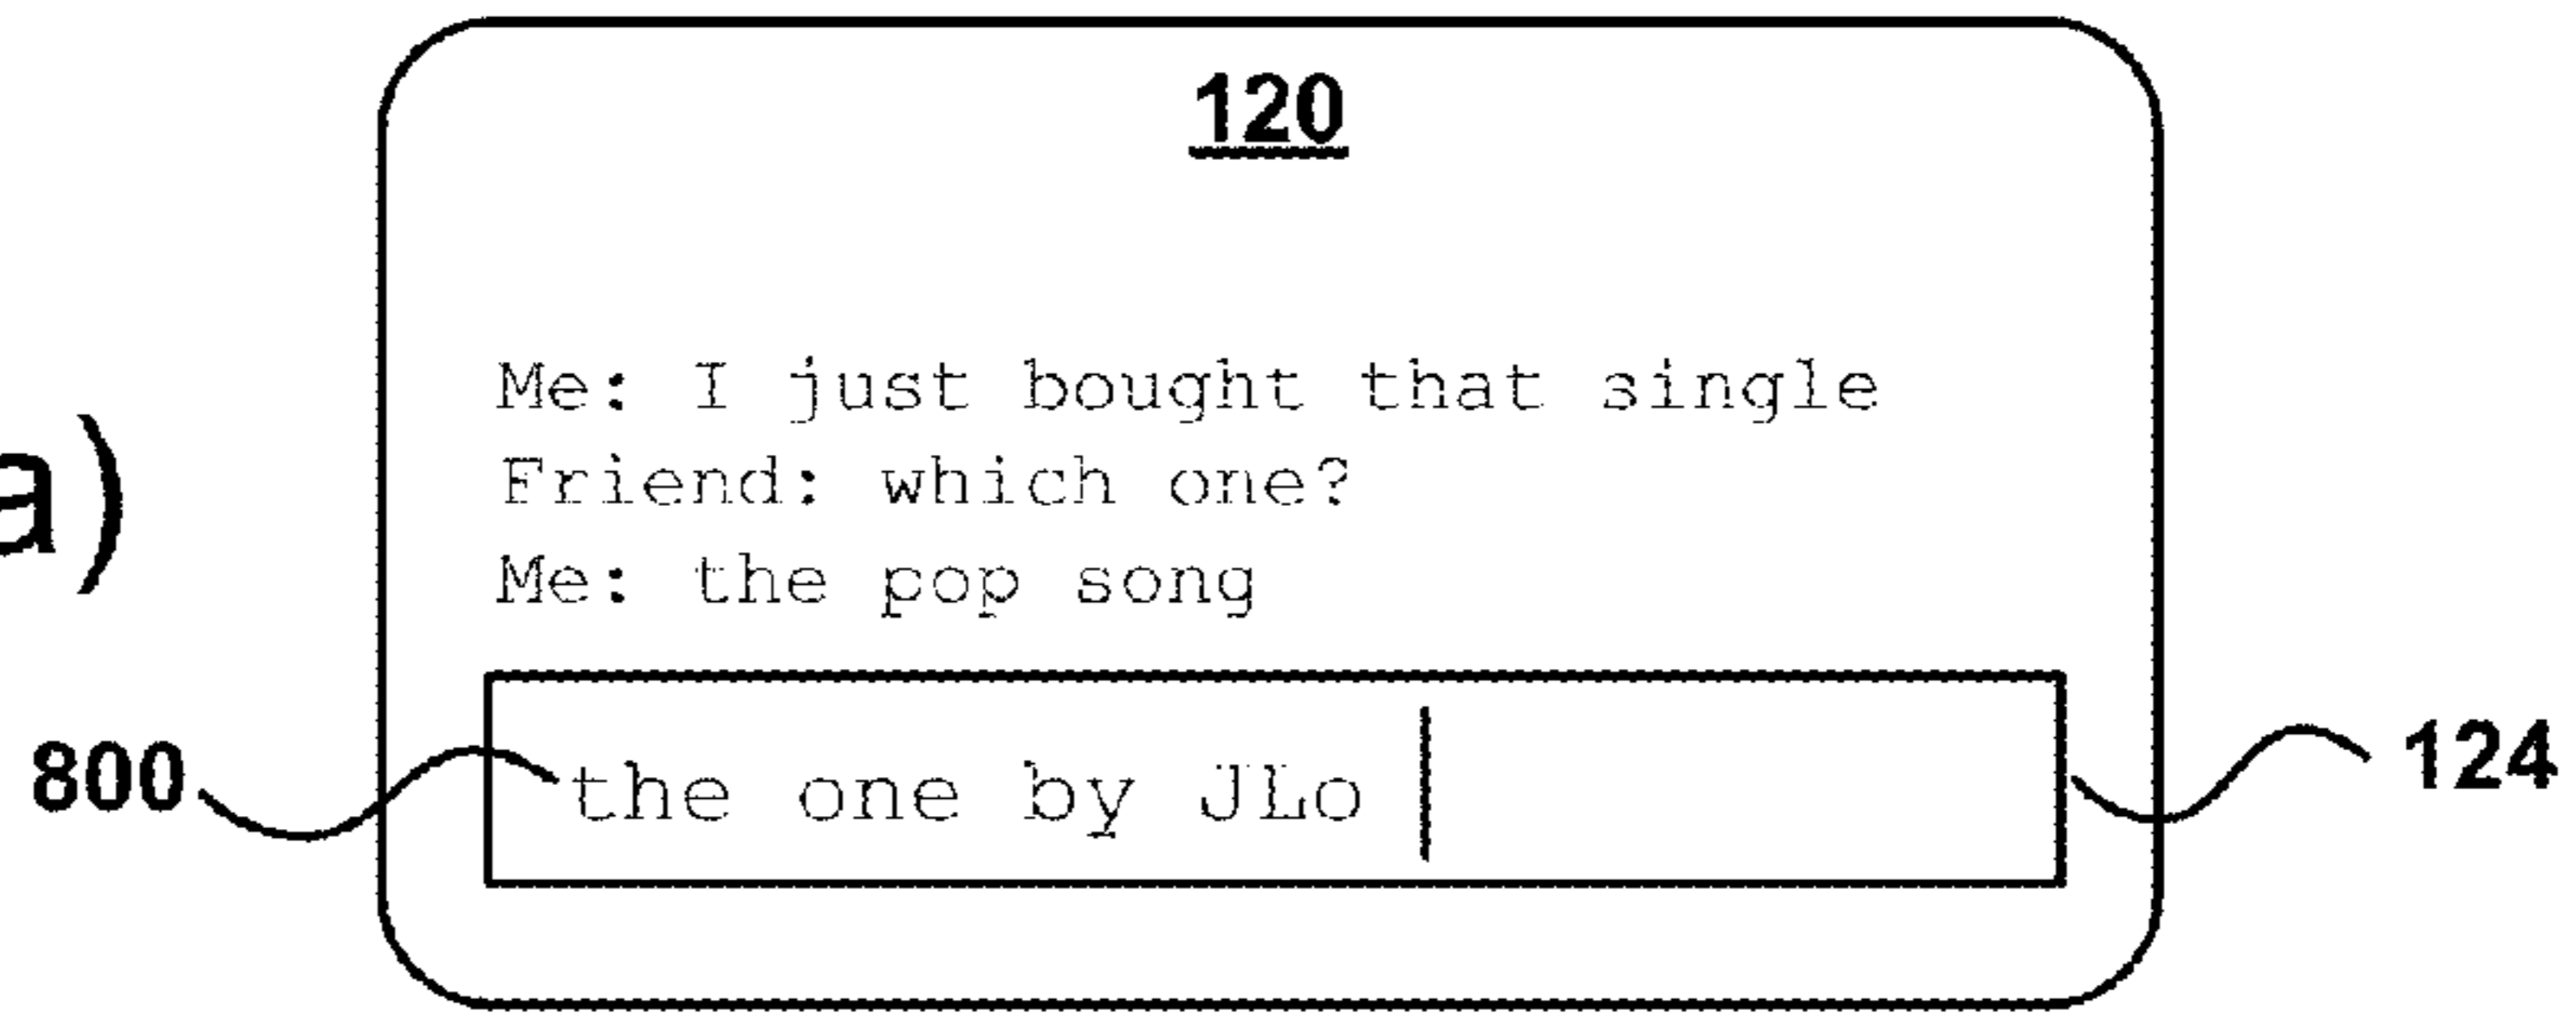 120
Me: I just bought that single
Friend: which one?
a)
Me: the pop song
800
the one by JLo
124